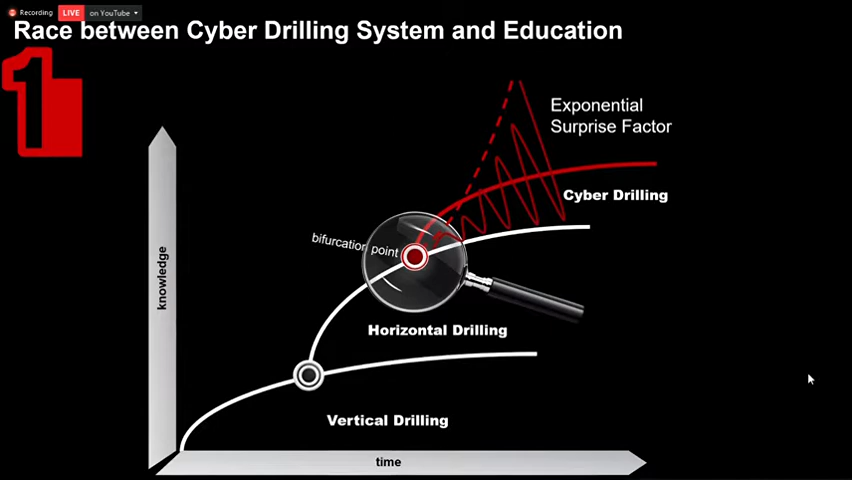 Recording LIVE on YouTube
Race between Cyber Drilling System and Education
1
Exponential
Surprise Factor
Cyber Drilling
bifurcation point
knowledge
Horizontal Drilling
Vertical Drilling
time